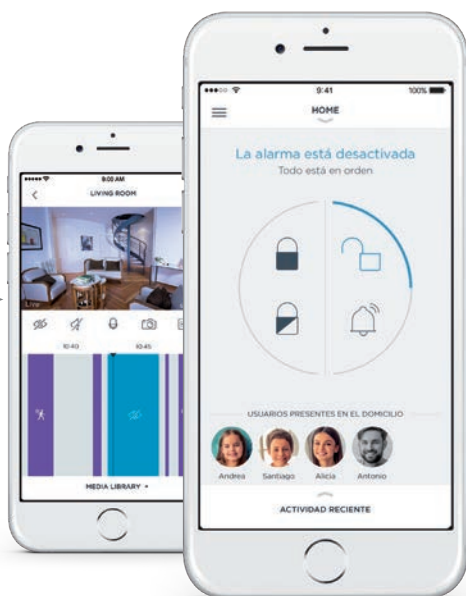 9:00 AM
LIVING ROOM
Live
10:40
10:45
MEDIA LIBRARY
9:41
100%
HOME
La alarma está desactivada
Todo está en orden
USUARIOS PRESENTES EN EL DOMICILIO
Andrea
Santiago
Alicia
Antonio
ACTIVIDAD RECIENTE